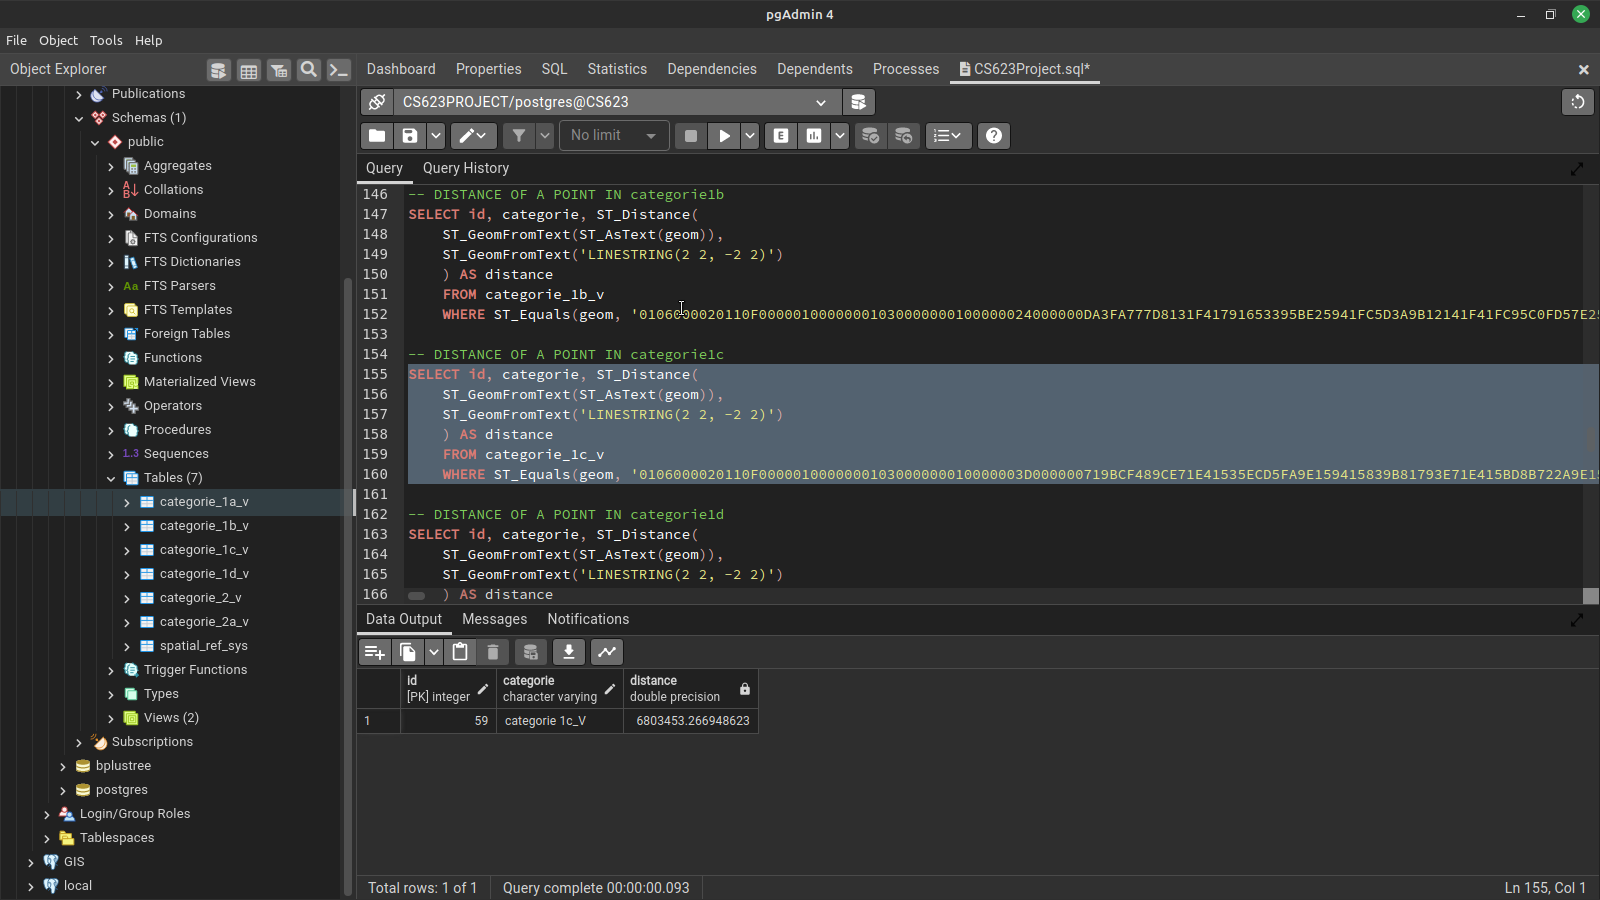 pgAdmin 4
File Object Tools Help
Object Explorer
Dashboard Properties SQL Statistics Dependencies Dependents Processes CS623Project.sql*
Publications
Schemas (1)
public
Aggregates
Collations
Domains
FTS Configurations
FTS Dictionaries
Aa FTS Parsers
FTS Templates
Foreign Tables
Functions
Materialized Views
Operators
Procedures
1.3 Sequences
Tables (7)
categorie_1a_v
categorie_1b_v
categorie_1c_v
categorie_1d_v
categorie_2_v
categorie_2a_v
spatial_ref_sys
Trigger Functions
Types
Views (2)
Subscriptions
bplustree
postgres
Login/Group Roles
Tablespaces
GIS
local
CS623PROJECT/postgres@CS623
No limit
E
Query Query History
146 -- DISTANCE OF A POINT IN categorie1b
147 SELECT id, categorie, ST_Distance(
148 ST_GeomFromText(ST_AsText(geom)),
149 ST_GeomFromText('LINESTRING(2 2, -2 2)')
150 ) AS distance
151 FROM categorie_1b_v
152 WHERE ST_Equals(geom, '0106000020110F00000100000001030000000100000024000000DA3FA777D8131F41791653395BE25941FC5D3A9B12141F41FC95C0FD57E25
153
154 -- DISTANCE OF A POINT IN categorie1c
155 SELECT id, categorie, ST_Distance(
156 ST_GeomFromText(ST_AsText(geom)),
157 ST_GeomFromText('LINESTRING(2 2, -2 2)')
158 ) AS distance
159 FROM categorie_1c_v
160 WHERE ST_Equals(geom, '0106000020110F0000010000000103000000010000003D000000719BCF489CE71E41535ECD5FA9E159415839B81793E71E415BD8B722A9E15
161
162 -- DISTANCE OF A POINT IN categorie1d
163 SELECT id, categorie, ST_Distance(
164 ST_GeomFromText(ST_AsText(geom)),
165 ST_GeomFromText('LINESTRING(2 2, -2 2)')
166 ) AS distance
Data Output Messages Notifications
id categorie distance
[PK] integer character varying double precision
1 59 categorie 1c_V 6803453.266948623
Total rows: 1 of 1 Query complete 00:00:00.093 Ln 155, Col 1